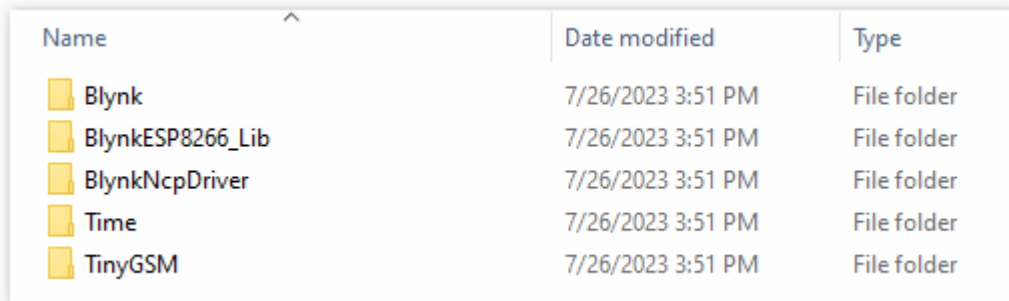 Name Date modified Type
Blynk 7/26/2023 3:51 PM File folder
BlynkESP8266_Lib 7/26/2023 3:51 PM File folder
BlynkNcpDriver 7/26/2023 3:51 PM File folder
Time 7/26/2023 3:51 PM File folder
TinyGSM 7/26/2023 3:51 PM File folder